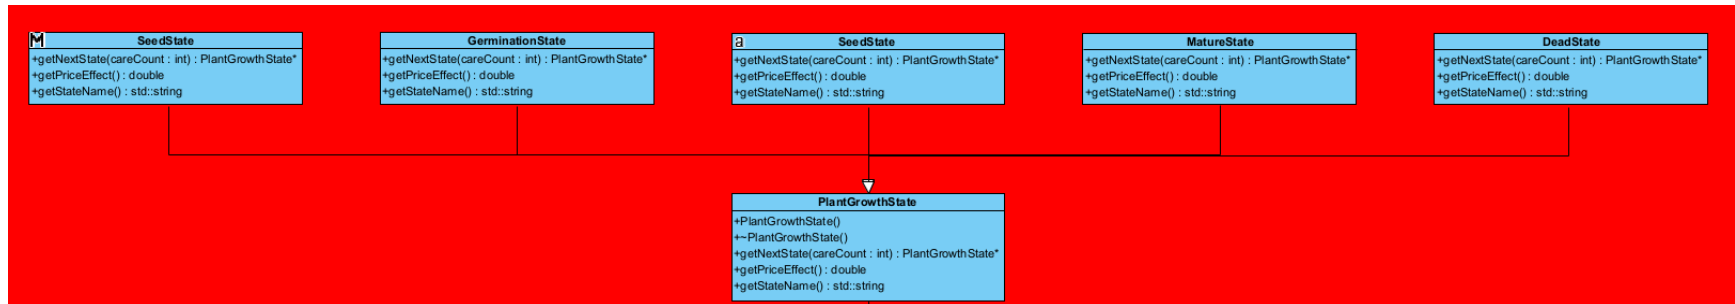 M
SeedState
+getNextState(careCount : int) : PlantGrowthState*
+getPriceEffect() : double
+getStateName() : std::string
GerminationState
+getNextState(careCount : int) : PlantGrowthState*
+getPriceEffect() : double
+getStateName() : std::string
a
SeedState
+getNextState(careCount : int) : PlantGrowthState*
+getPriceEffect() : double
+getStateName() : std::string
MatureState
+getNextState(careCount : int) : PlantGrowthState*
+getPriceEffect() : double
+getStateName() : std::string
DeadState
+getNextState(careCount : int) : PlantGrowthState*
+getPriceEffect() : double
+getStateName() : std::string
PlantGrowthState
+PlantGrowthState()
+~PlantGrowthState()
+getNextState(careCount : int) : PlantGrowthState*
+getPriceEffect() : double
+getStateName() : std::string